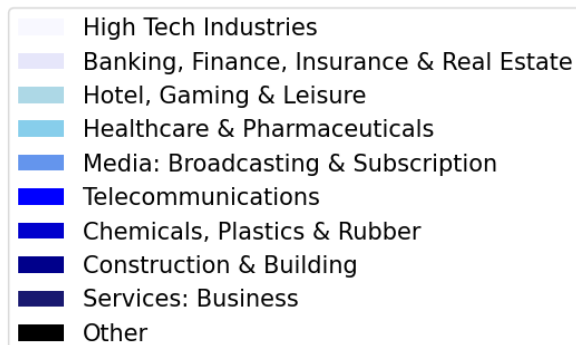 High Tech Industries
Banking, Finance, Insurance & Real Estate
Hotel, Gaming & Leisure
Healthcare & Pharmaceuticals
Media: Broadcasting & Subscription
Telecommunications
Chemicals, Plastics & Rubber
Construction & Building
Services: Business
Other